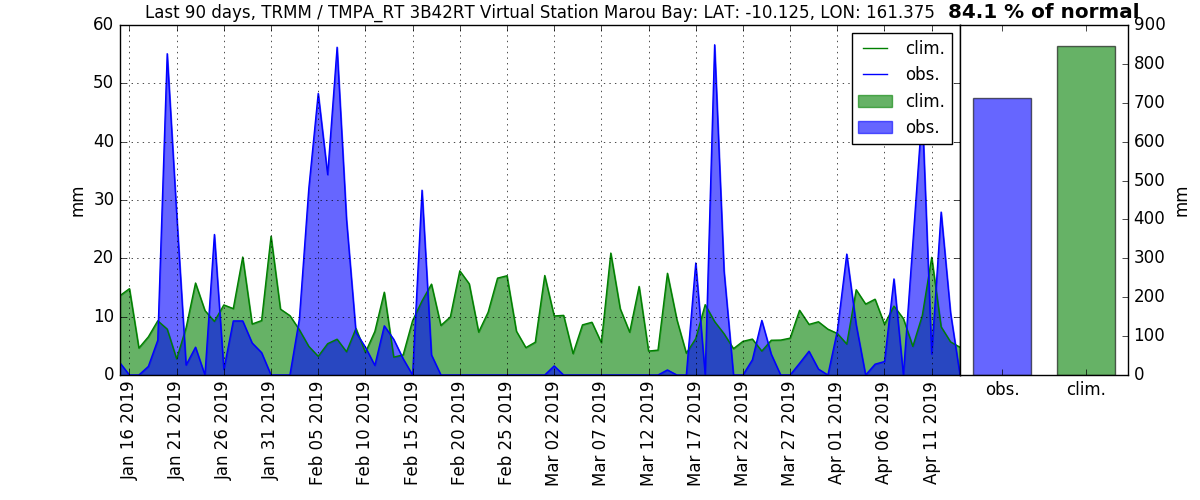 Last 90 days, TRMM / TMPA_RT 3B42RT Virtual Station Marou Bay: LAT: -10.125, LON: 161.375 84.1 % of normal
60
50
40
30
20
10
0
mm
clim.
obs.
clim.
obs.
900
800
700
600
500
400
300
200
100
0
mm
obs. clim.
Jan 16 2019
Jan 21 2019
Jan 26 2019
Jan 31 2019
Feb 05 2019
Feb 10 2019
Feb 15 2019
Feb 20 2019
Feb 25 2019
Mar 02 2019
Mar 07 2019
Mar 12 2019
Mar 17 2019
Mar 22 2019
Mar 27 2019
Apr 01 2019
Apr 06 2019
Apr 11 2019